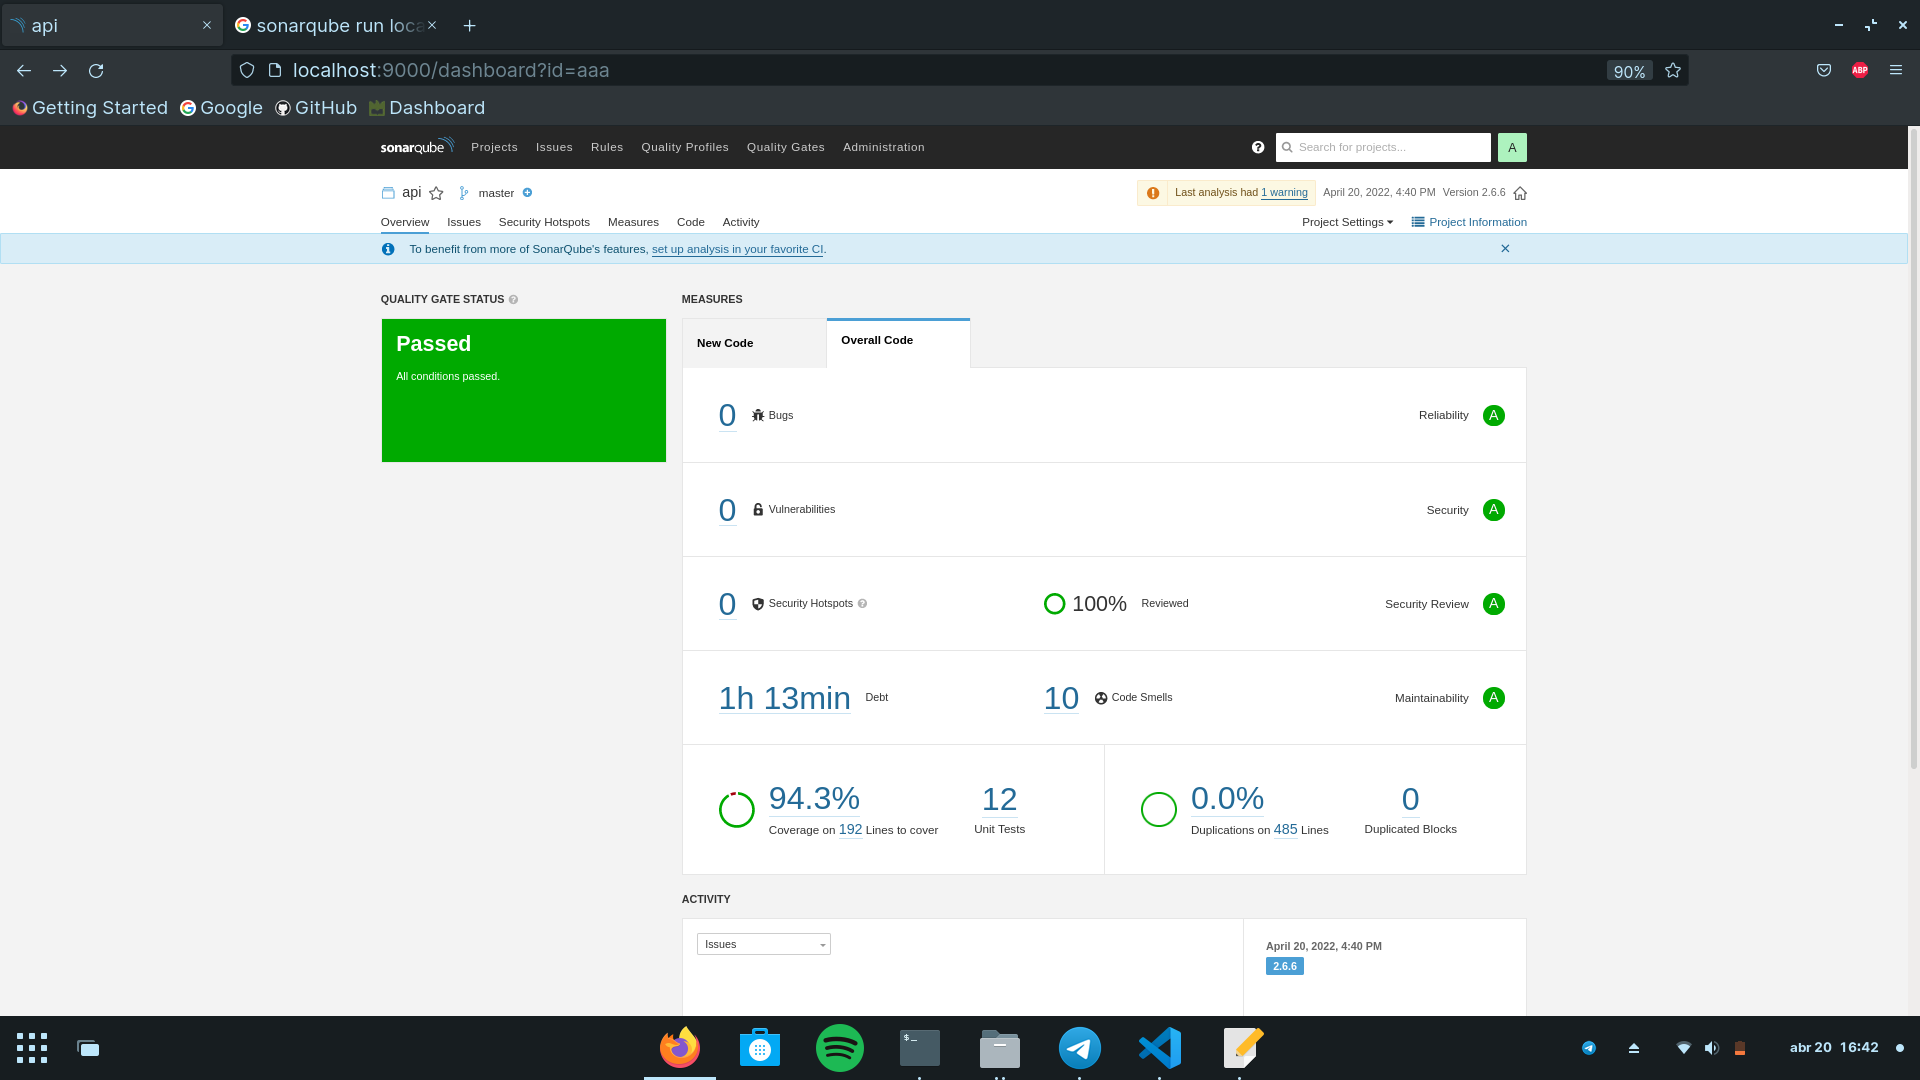 api
sonarqube run loca
localhost:9000/dashboard?id=aaa
90%
ABP
Getting Started Google GitHub Dashboard
sonarqube Projects Issues Rules Quality Profiles Quality Gates Administration
Search for projects...
A
api master
Last analysis had 1 warning April 20, 2022, 4:40 PM Version 2.6.6
Overview Issues Security Hotspots Measures Code Activity
Project Settings Project Information
To benefit from more of SonarQube's features, set up analysis in your favorite CI.
QUALITY GATE STATUS
Passed
All conditions passed.
MEASURES
New Code Overall Code
0 Bugs Reliability A
0 Vulnerabilities Security A
0 Security Hotspots 100% Reviewed Security Review A
1h 13min Debt 10 Code Smells Maintainability A
94.3%
Coverage on 192 Lines to cover
12
Unit Tests
0.0%
Duplications on 485 Lines
0
Duplicated Blocks
ACTIVITY
Issues
April 20, 2022, 4:40 PM
2.6.6
$_
abr 20 16:42